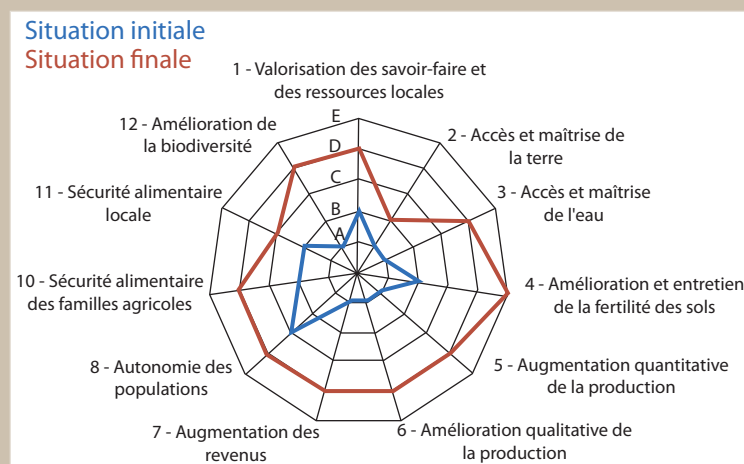 Situation initiale
Situation finale
1 - Valorisation des savoir-faire et
des ressources locales
E
D
C
B
A
2 - Accès et maîtrise de
la terre
3 - Accès et maîtrise
de l'eau
4 - Amélioration et entretien
de la fertilité des sols
5 - Augmentation quantitative
de la production
6 - Amélioration qualitative de
la production
7 - Augmentation des
revenus
8 - Autonomie des
populations
10 - Sécurité alimentaire
des familles agricoles
11 - Sécurité alimentaire
locale
12 - Amélioration de
la biodiversité